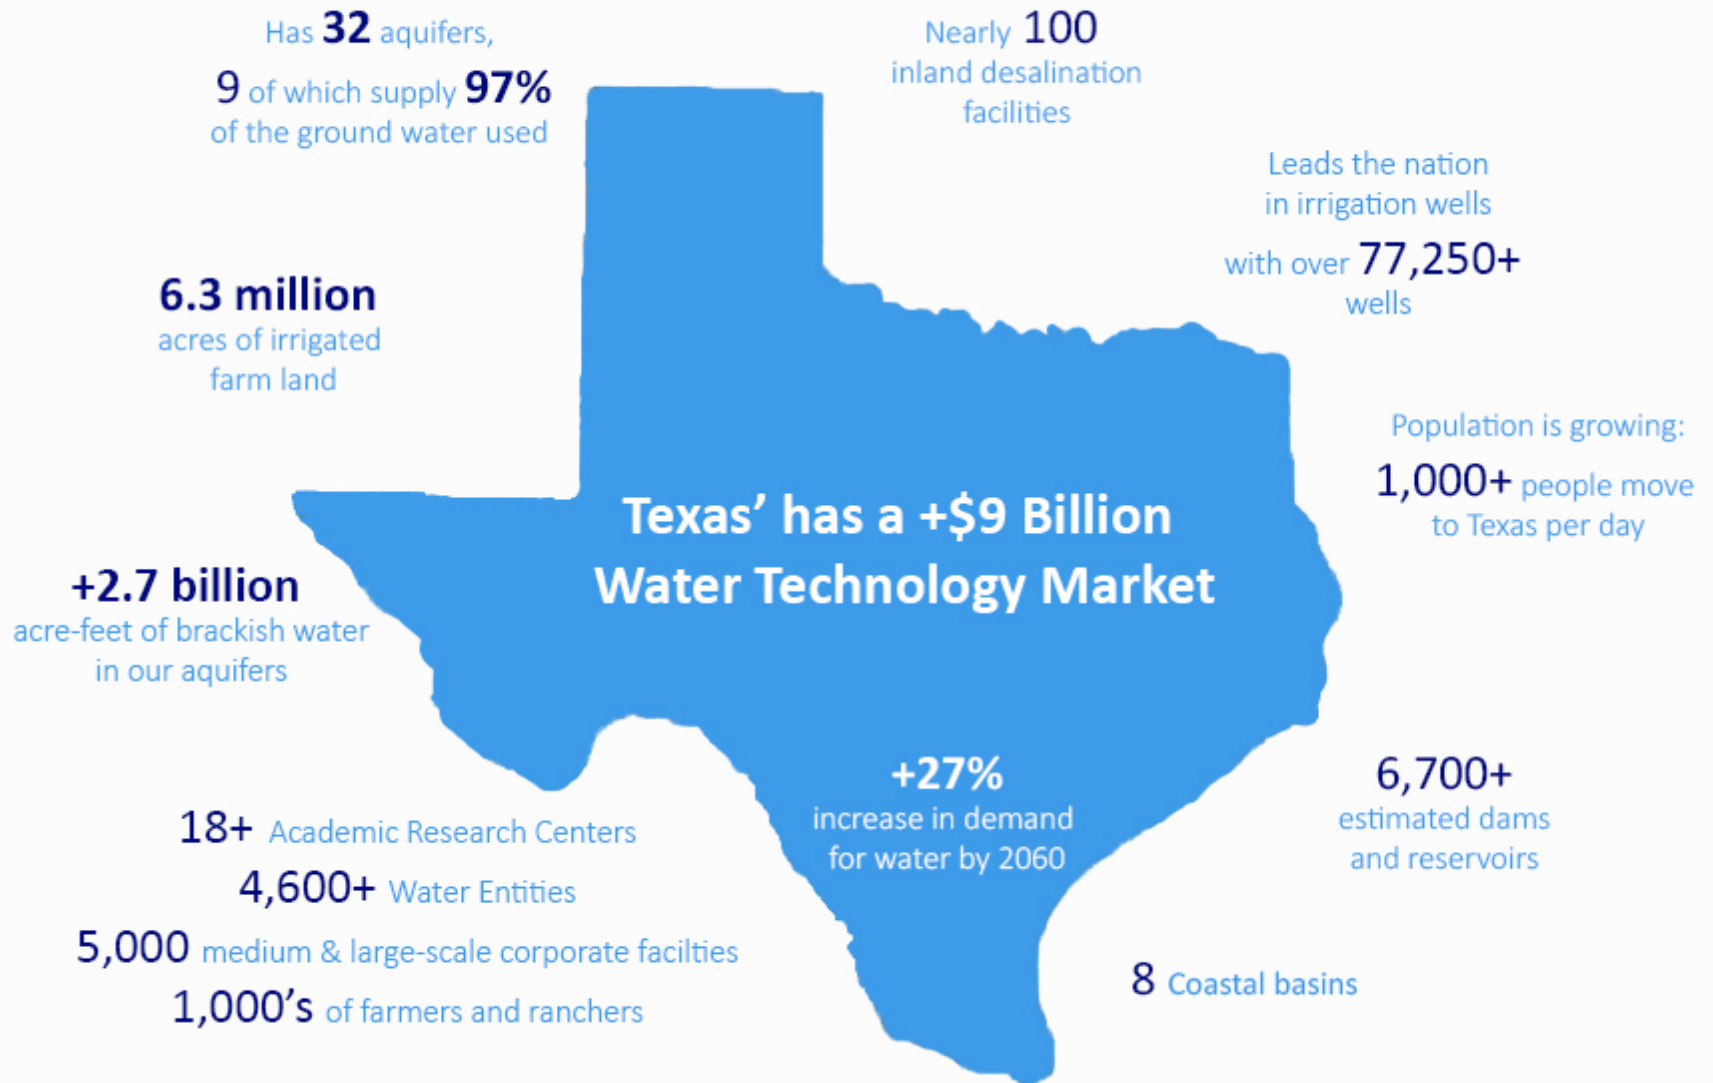 Has 32 aquifers,
9 of which supply 97%
of the ground water used
Nearly 100
inland desalination
facilities
Leads the nation
in irrigation wells
with over 77,250+
wells
6.3 million
acres of irrigated
farm land
Population is growing:
1,000+ people move
to Texas per day
Texas’ has a +$9 Billion
Water Technology Market
+2.7 billion
acre-feet of brackish water
in our aquifers
+27%
increase in demand
for water by 2060
6,700+
estimated dams
and reservoirs
18+ Academic Research Centers
4,600+ Water Entities
5,000 medium & large-scale corporate facilties
1,000’s of farmers and ranchers
8 Coastal basins